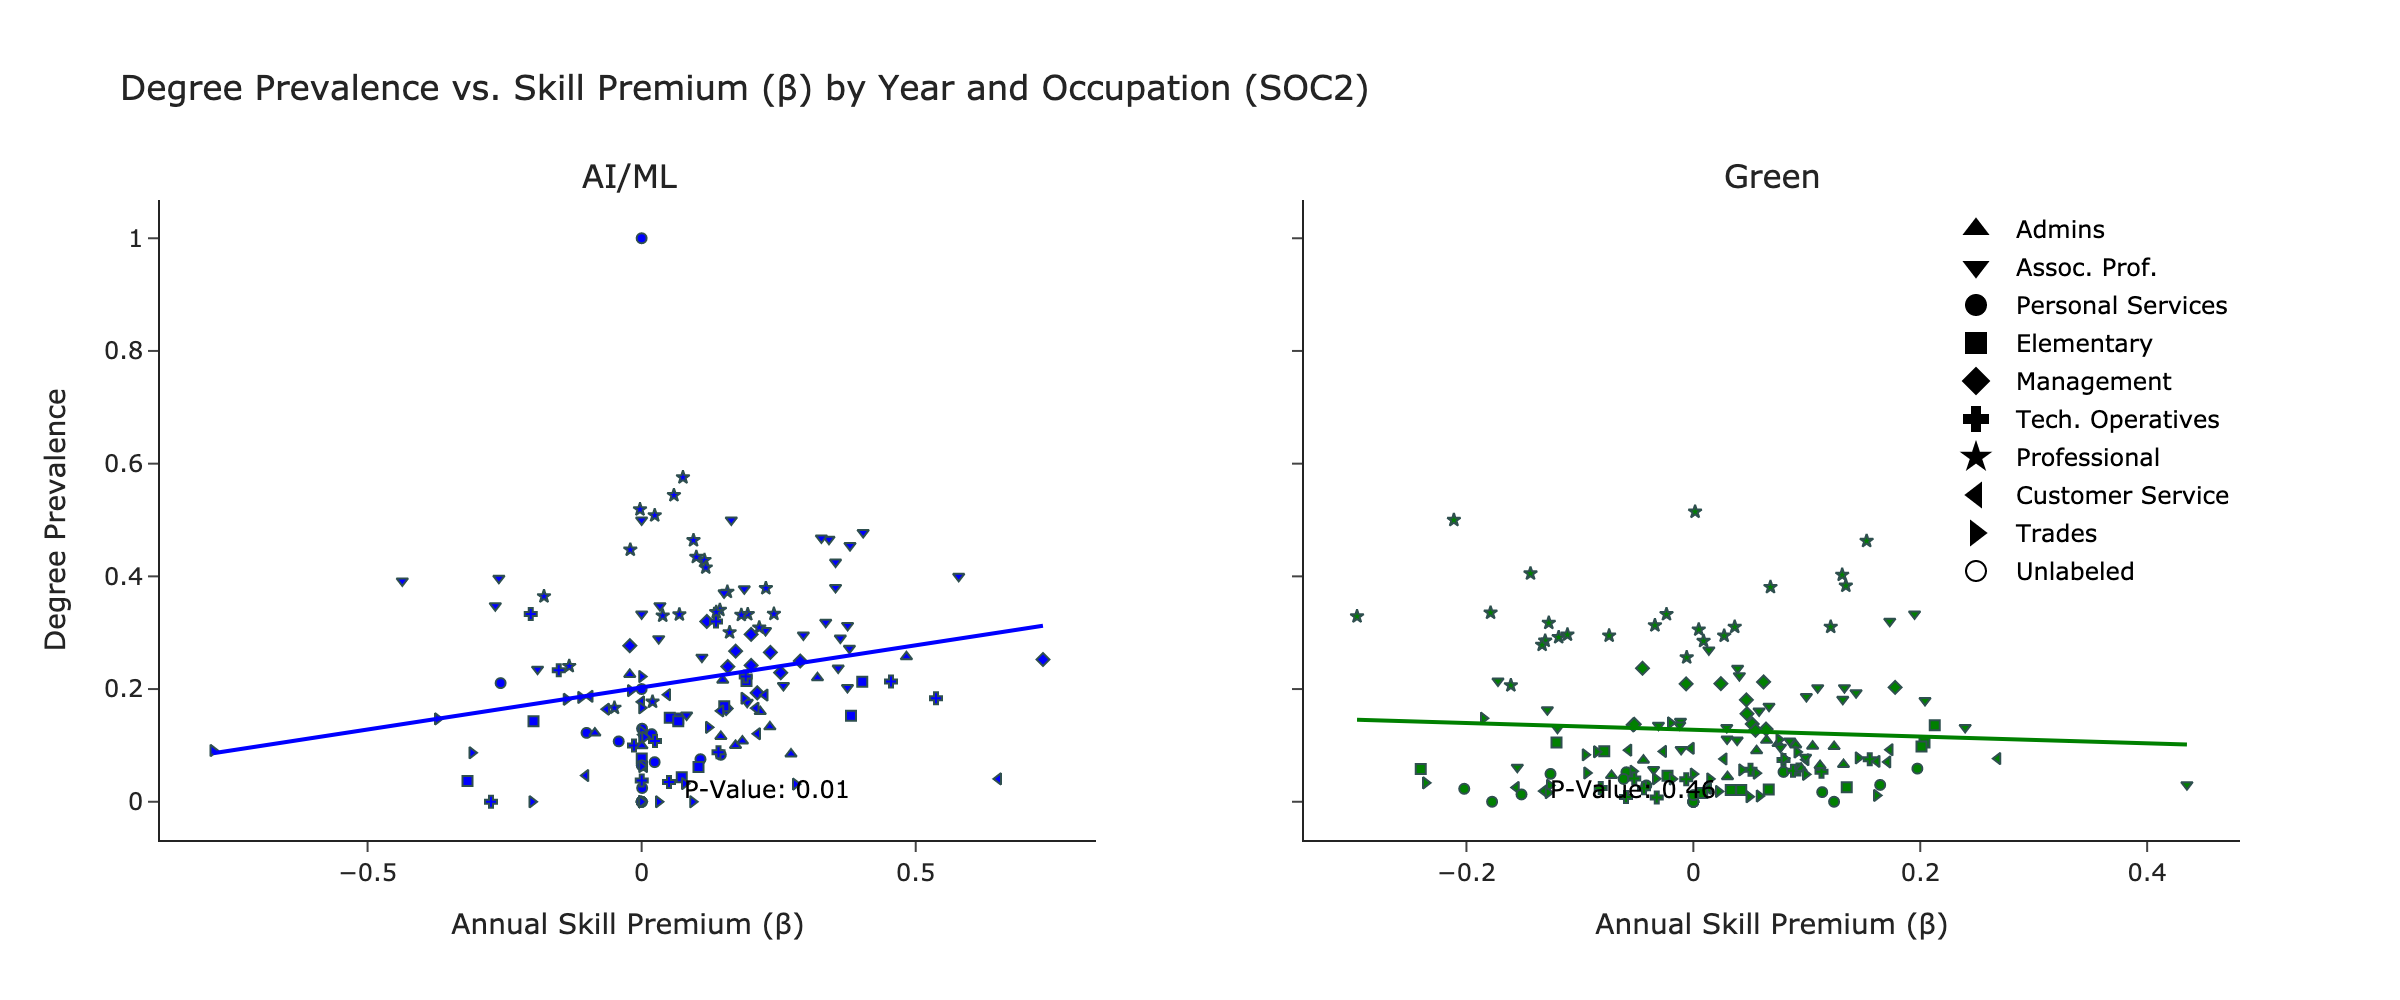 Degree Prevalence vs. Skill Premium (β) by Year and Occupation (SOC2)
AI/ML
Green
Degree Prevalence
1
0.8
0.6
0.4
0.2
0
−0.5
0
0.5
Annual Skill Premium (β)
P-Value: 0.01
−0.2
0
0.2
0.4
Annual Skill Premium (β)
P-Value: 0.46
Admins
Assoc. Prof.
Personal Services
Elementary
Management
Tech. Operatives
Professional
Customer Service
Trades
Unlabeled